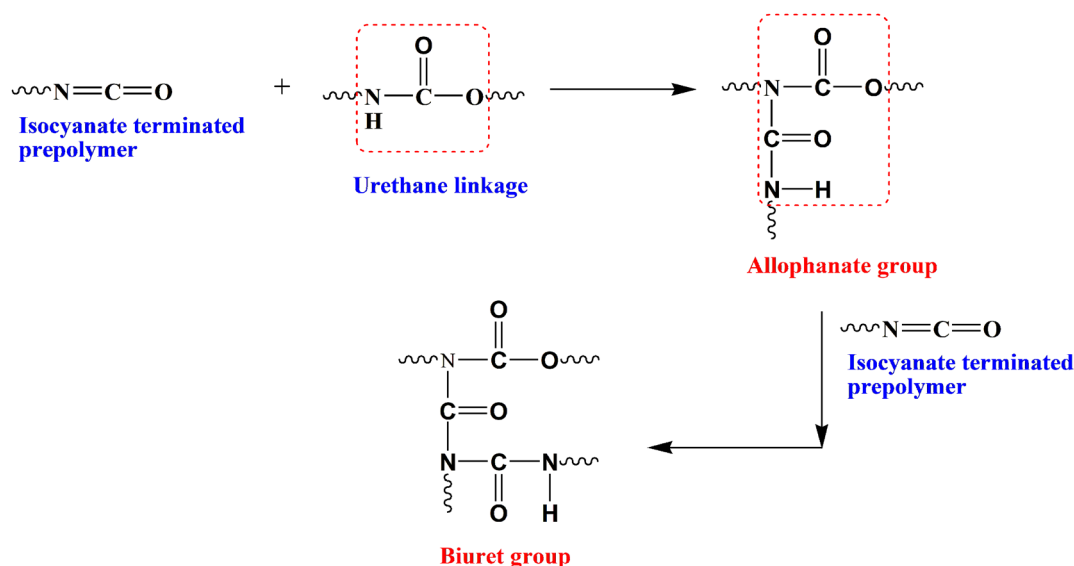 O O
N C O + N C O N C O
H
Isocyanate terminated
prepolymer
Urethane linkage
C O
N H
Allophanate group
O
N C O
N C O
Isocyanate terminated
prepolymer
C O
N C N
O H
Biuret group